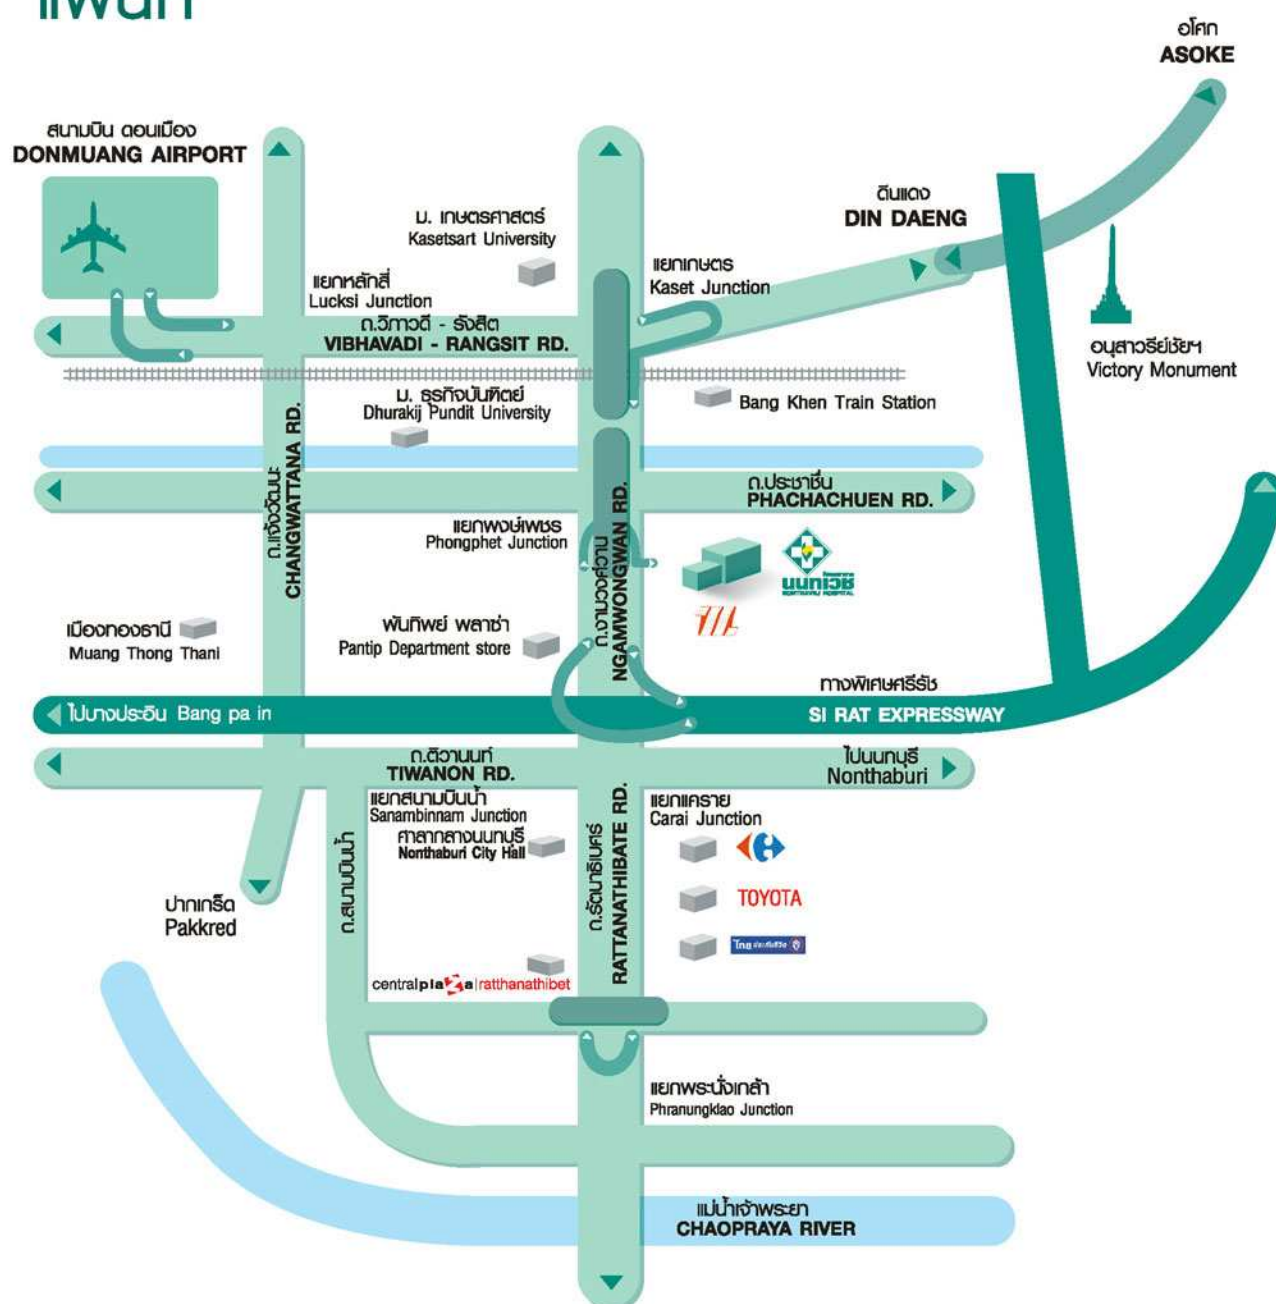 แผนที่
อโศก
ASOKE
สนามบิน ดอนเมือง
DONMUANG AIRPORT
ดินแดง
DIN DAENG
ม. เกษตรศาสตร์
Kasetsart University
แยกเกษตร
Kaset Junction
แยกหลักสี่
Lucksi Junction
ถ.วิภาวดี - รังสิต
VIBHAVADI - RANGSIT RD.
อนุสาวรีย์ชัยฯ
Victory Monument
ม. ธุรกิจบัณฑิตย์
Dhurakij Pundit University
Bang Khen Train Station
ถ.แจ้งวัฒนะ
CHANGWATTANA RD.
ถ.ประชาชื่น
PHACHACHUEN RD.
แยกพงษ์เพชร
Phongphet Junction
ถ.งามวงศ์วาน
NGAMWONGWAN RD.
นนทเวช
NONTHAVEJ HOSPITAL
เมืองทองธานี
Muang Thong Thani
พันทิพย์ พลาซ่า
Pantip Department store
ทางพิเศษศรีรัช
SI RAT EXPRESSWAY
ไปบางปะอิน Bang pa in
ถ.ติวานนท์
TIWANON RD.
ไปนนทบุรี
Nonthaburi
แยกสนามบินน้ำ
Sanambinnam Junction
ศาลากลางนนทบุรี
Nonthaburi City Hall
แยกแคราย
Carai Junction
TOYOTA
ปากเกร็ด
Pakkred
ถ.สนามบินน้ำ
ถ.รัตนาธิเบศร์
RATTANATHIBATE RD.
centralplaza ratthanathibet
แยกพระนั่งเกล้า
Phranungklao Junction
แม่น้ำเจ้าพระยา
CHAOPRAYA RIVER